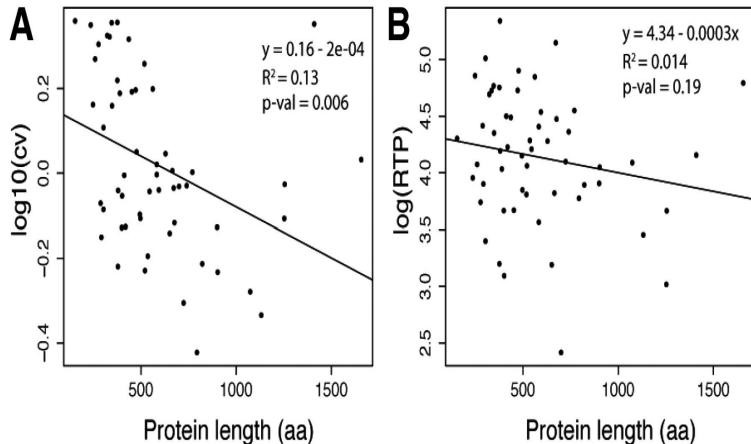 A
y = 0.16 - 2e-04
R² = 0.13
p-val = 0.006
log10(cv)
0.2
0.0
−0.2
−0.4
500
1000
1500
Protein length (aa)
B
y = 4.34 - 0.0003x
R² = 0.014
p-val = 0.19
log(RTP)
5.0
4.5
4.0
3.5
3.0
2.5
500
1000
1500
Protein length (aa)